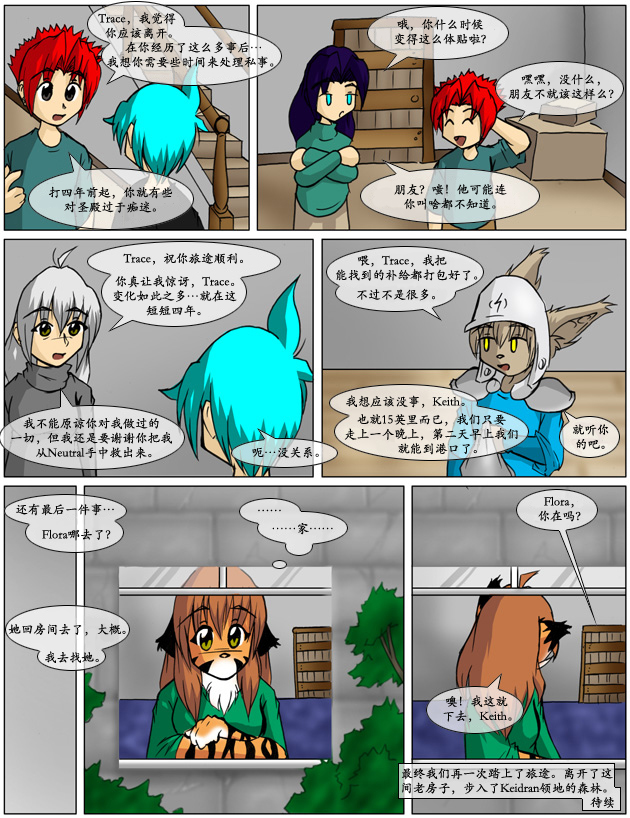 Trace，我觉得
你应该离开。
在你经历了这么多事后…
我想你需要些时间来处理私事。
打四年前起，你就有些
对圣殿过于痴迷。
哦，你什么时候
变得这么体贴啦？
嘿嘿，没什么，
朋友不就该这样么？
朋友？嗤！他可能连
你叫啥都不知道。
Trace，祝你旅途顺利。
你真让我惊讶，Trace。
变化如此之多…就在这
短短四年。
我不能原谅你对我做过的
一切，但我还是要谢谢你把我
从Neutral手中救出来。
呃…没关系。
喂，Trace，我把
能找到的补给都打包好了。
不过不是很多。
我想应该没事，Keith。
也就15英里而已，我们只要
走上一个晚上，第二天早上我们
就能到港口了。
就听你
的吧。
还有最后一件事…
Flora哪去了？
她回房间去了，大概。
我去找她。
……
……家……
Flora，
你在吗？
噢！我这就
下去，Keith。
最终我们再一次踏上了旅途。离开了这
间老房子，步入了Keidran领地的森林。
待续